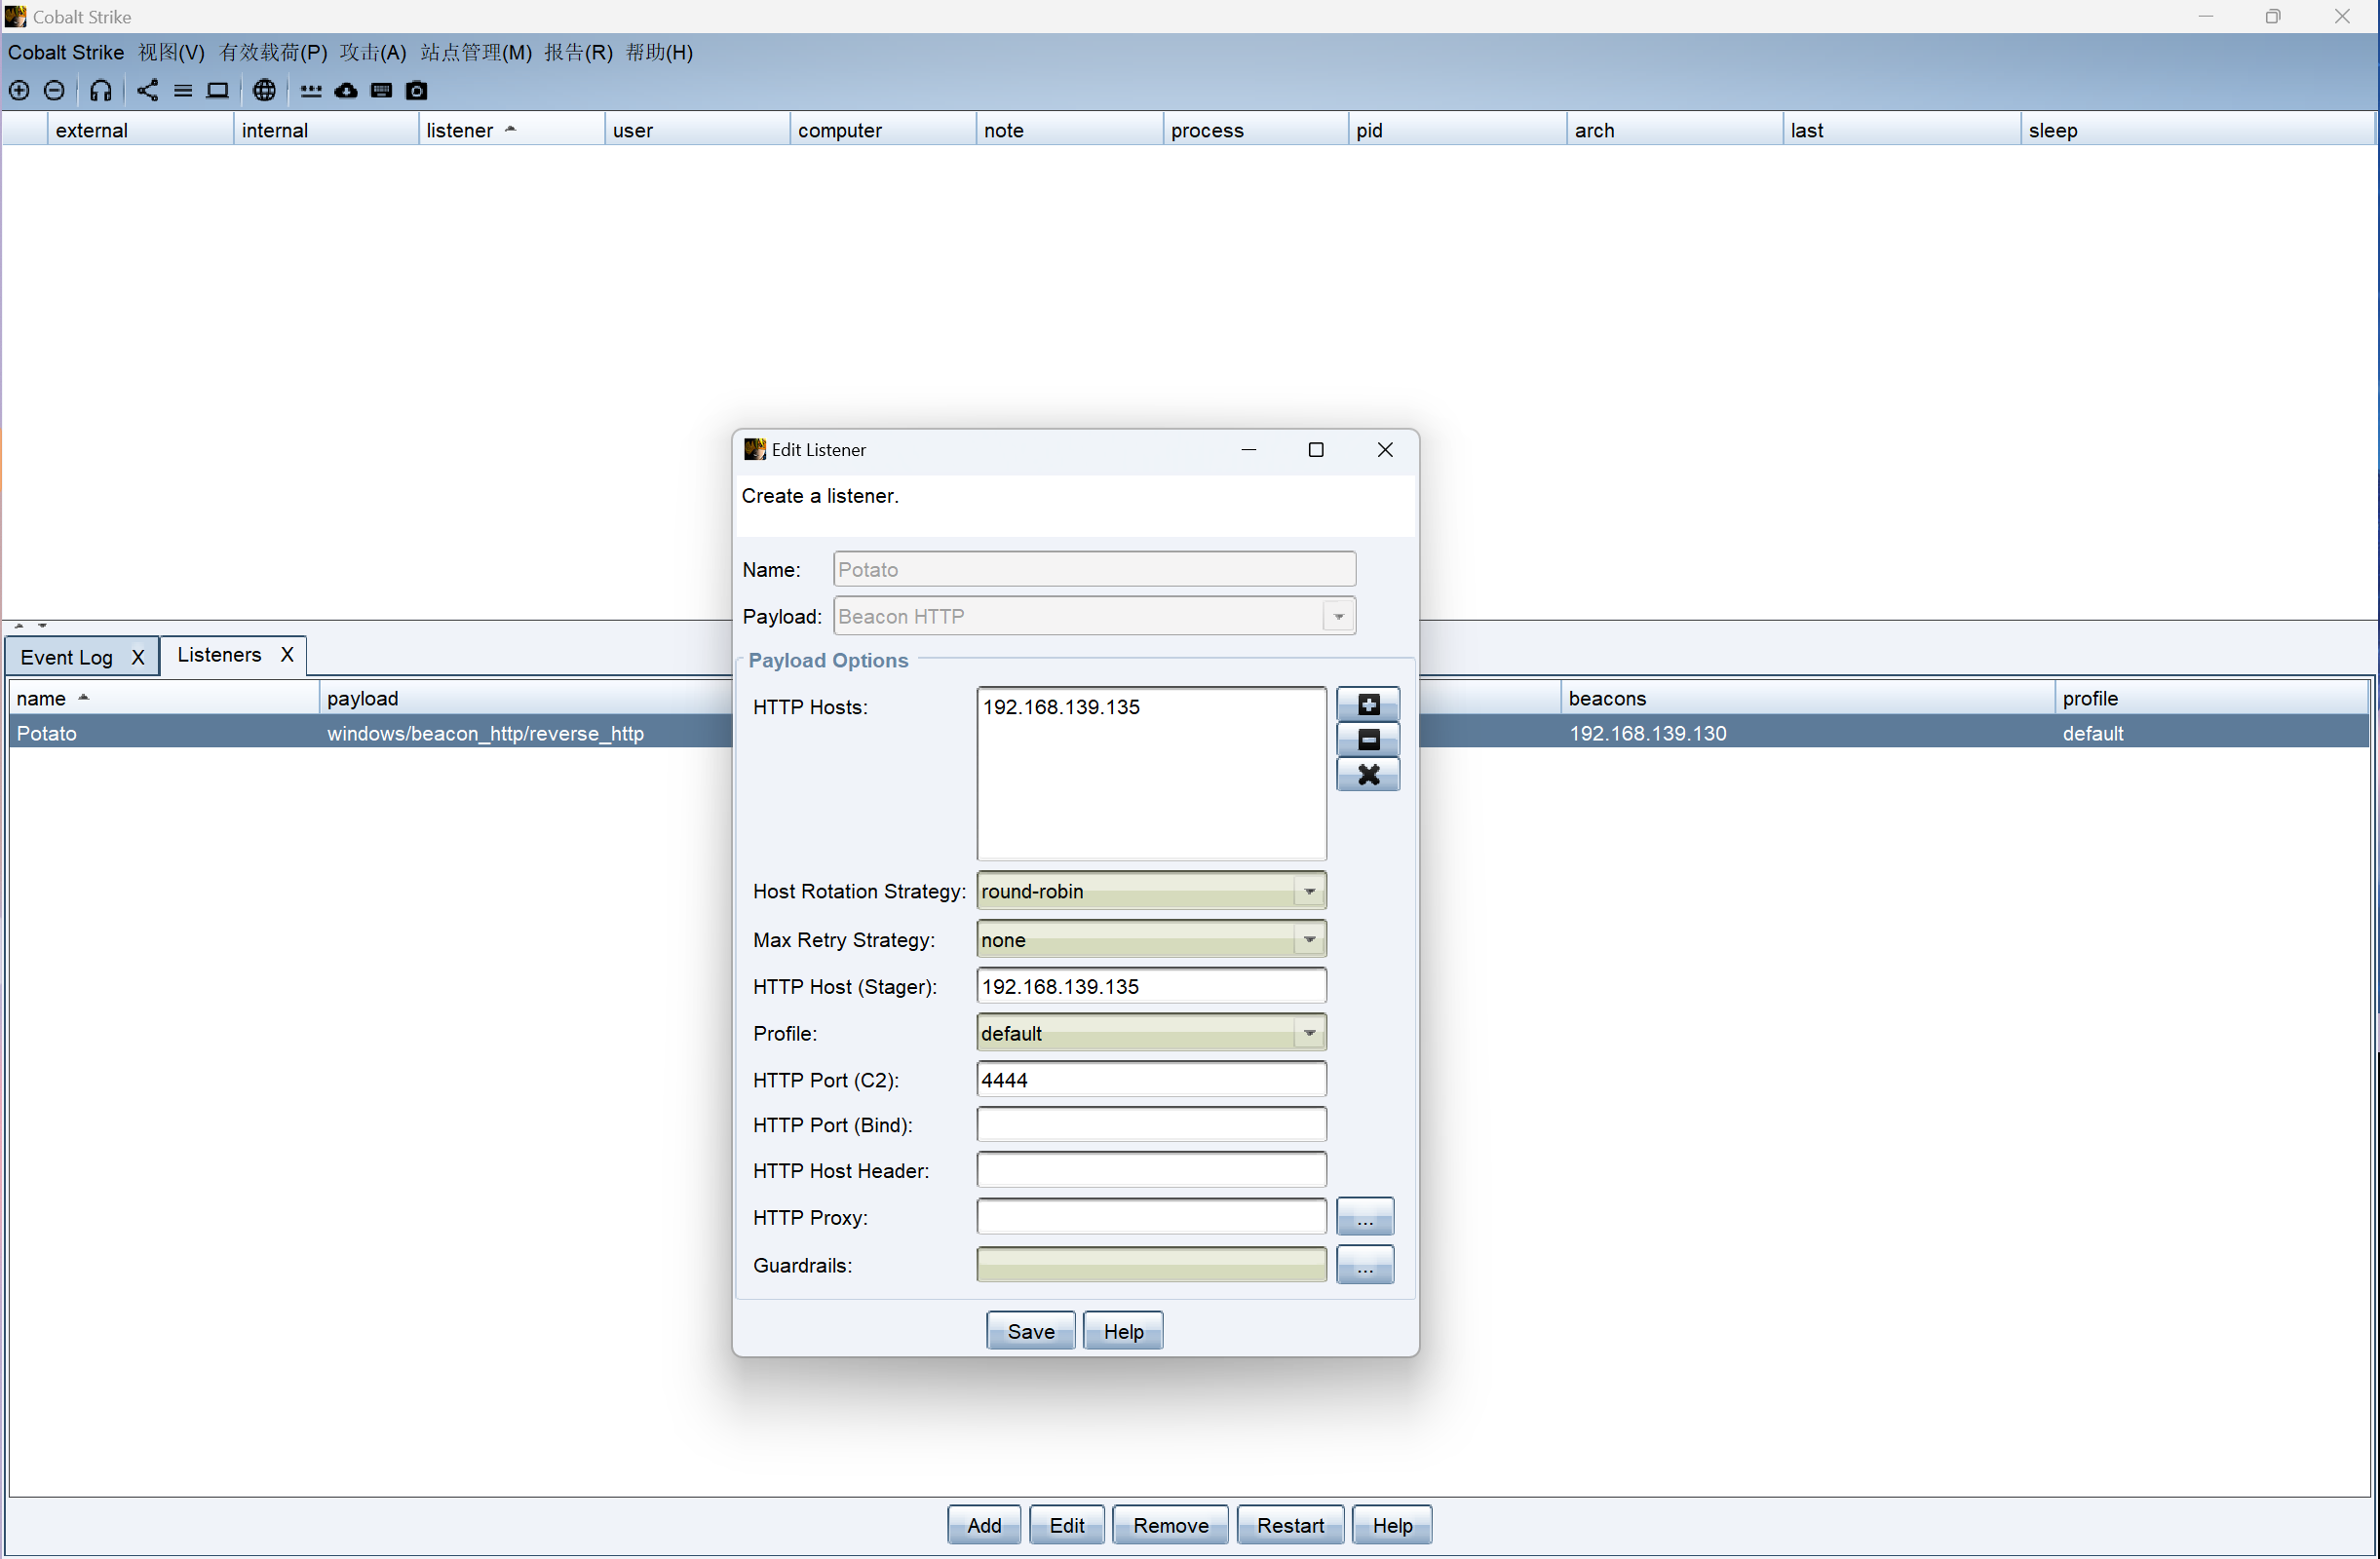 Cobalt Strike
Cobalt Strike 视图(V) 有效载荷(P) 攻击(A) 站点管理(M) 报告(R) 帮助(H)
external internal listener user computer note process pid arch last sleep
Edit Listener
Create a listener.
Name: Potato
Payload: Beacon HTTP
Payload Options
HTTP Hosts: 192.168.139.135
Host Rotation Strategy: round-robin
Max Retry Strategy: none
HTTP Host (Stager): 192.168.139.135
Profile: default
HTTP Port (C2): 4444
HTTP Port (Bind):
HTTP Host Header:
HTTP Proxy: ...
Guardrails: ...
Save Help
Event Log X Listeners X
name payload beacons profile
Potato windows/beacon_http/reverse_http 192.168.139.130 default
Add Edit Remove Restart Help